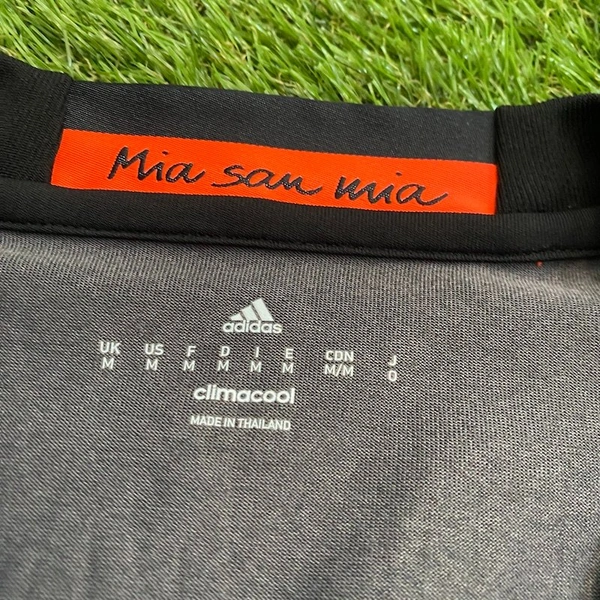 Mia san mia
adidas
UK US F D I E CDN J
M M M M M M M/M O
climacool
MADE IN THAILAND